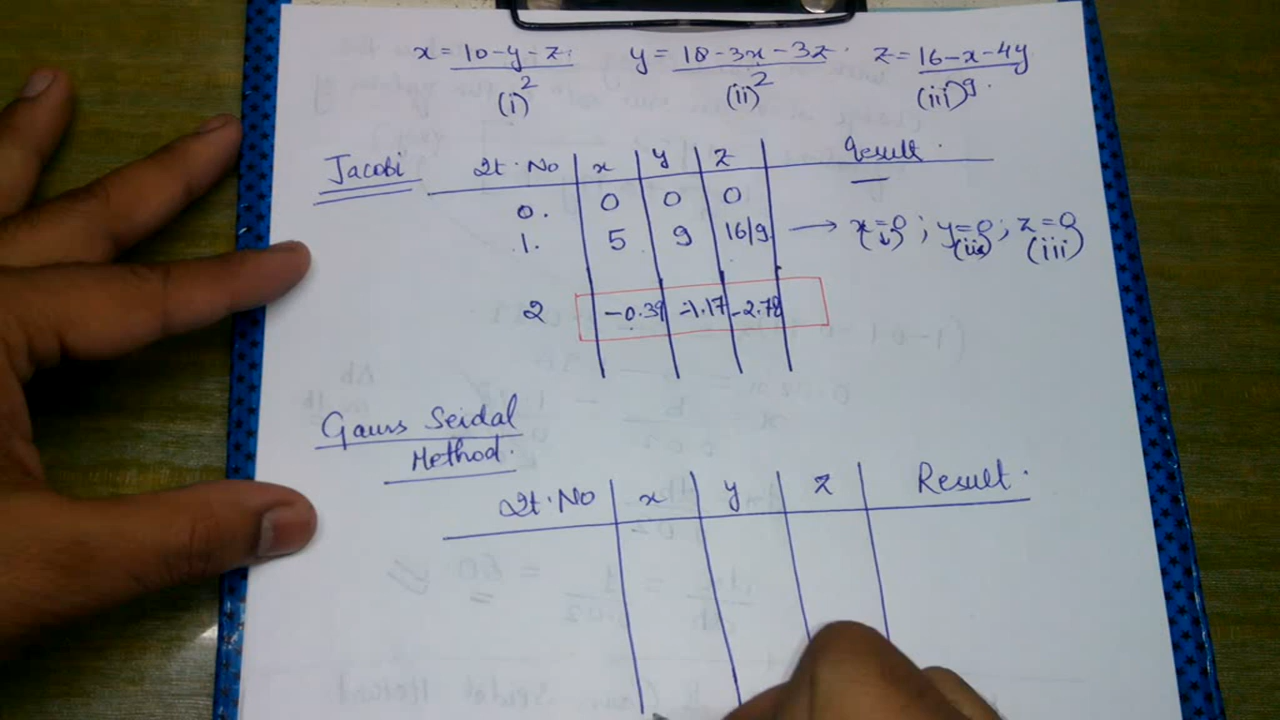 x = 10-y-z / 2 y = 18-3x-3z / 2 z = 16-x-4y / 9
(i) (ii) (iii)
Jacobi It. No x y z Result.
0. 0 0 0
1. 5 9 16/9 → x=0 ; y=0 ; z=0
(i) (ii) (iii)
2 -0.39 -1.17 -2.78
Gauss Seidal
Method.
It. No x y z Result.